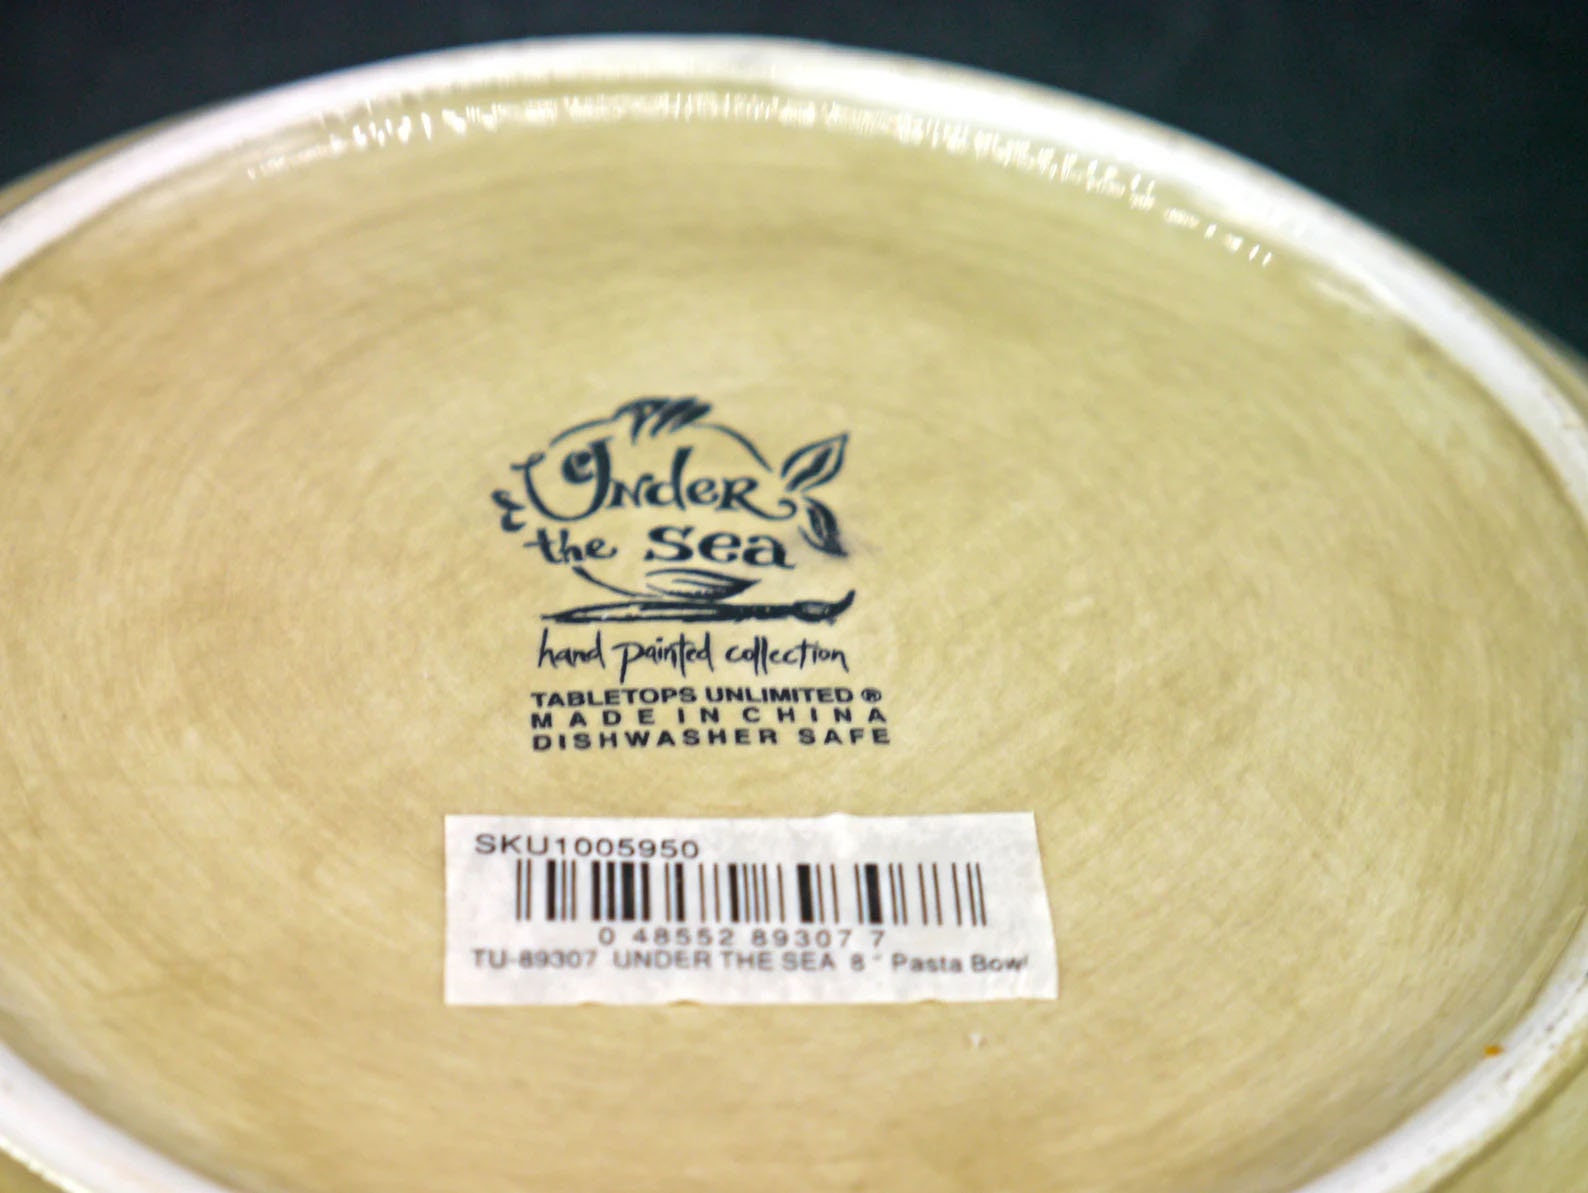 Under
the Sea
hand painted collection
TABLETOPS UNLIMITED ®
MADE IN CHINA
DISHWASHER SAFE
SKU1005950
0 48552 89307 7
TU-89307 UNDER THE SEA 8" Pasta Bowl